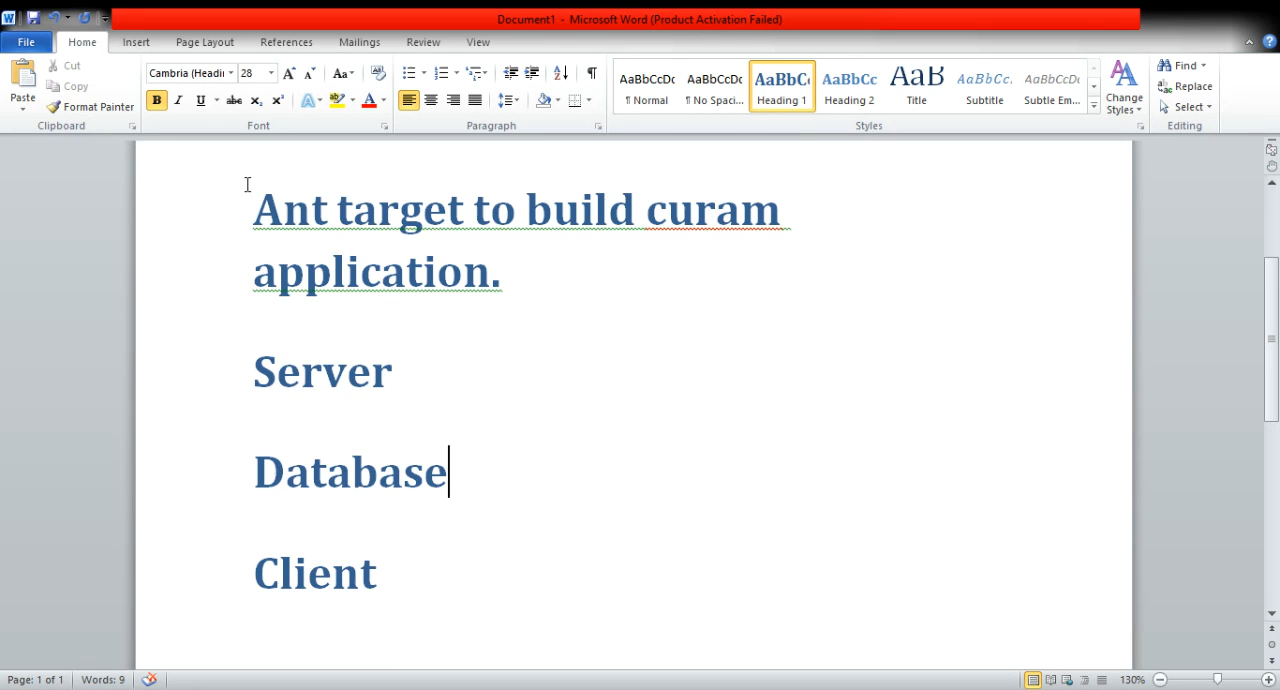 Document1 - Microsoft Word (Product Activation Failed)
File Home Insert Page Layout References Mailings Review View
Paste
Cut
Copy
Format Painter
Clipboard
Cambria (Headi 28
Font
Paragraph
AaBbCcDc AaBbCcDc AaBbC AaBbCc AaB AaBbCc. AaBbCcDc
¶ Normal ¶ No Spaci... Heading 1 Heading 2 Title Subtitle Subtle Em...
Change
Styles
Styles
Find
Replace
Select
Editing
Ant target to build curam
application.
Server
Database
Client
Page: 1 of 1 Words: 9 130%